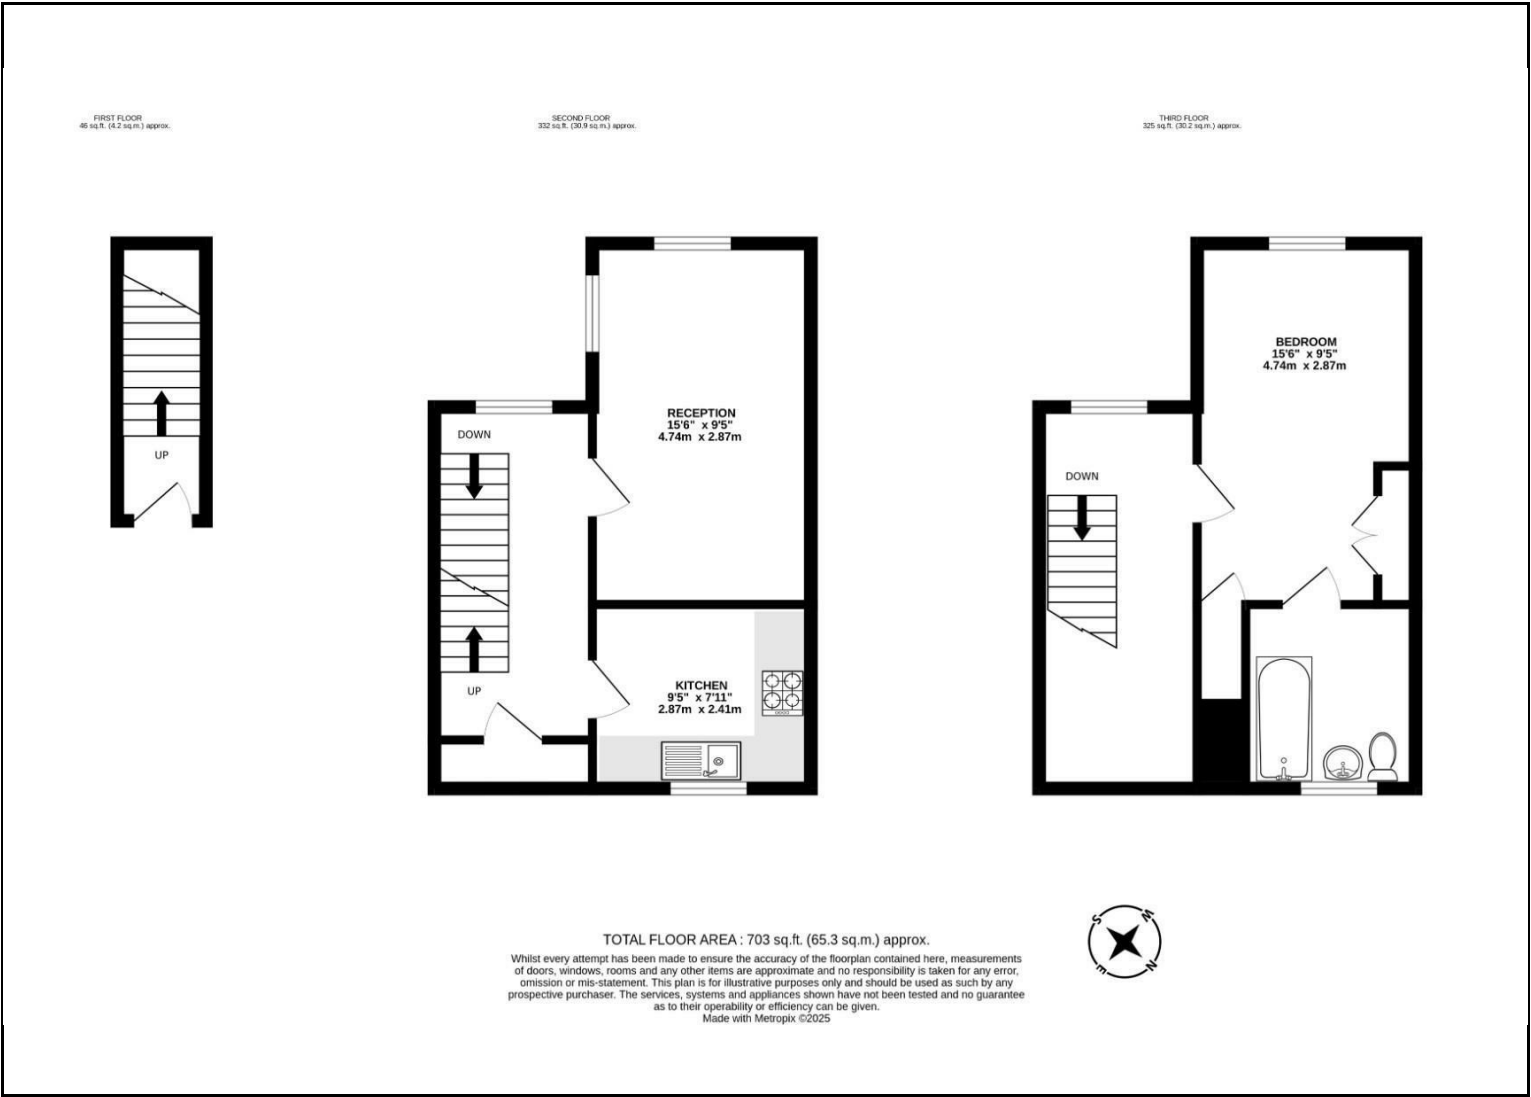 FIRST FLOOR
46 sq.ft. (4.2 sq.m.) approx.
SECOND FLOOR
332 sq.ft. (30.9 sq.m.) approx.
THIRD FLOOR
325 sq.ft. (30.2 sq.m.) approx.
UP
DOWN
UP
RECEPTION
15'6" x 9'5"
4.74m x 2.87m
KITCHEN
9'5" x 7'11"
2.87m x 2.41m
DOWN
BEDROOM
15'6" x 9'5"
4.74m x 2.87m
S
W
E
N
TOTAL FLOOR AREA : 703 sq.ft. (65.3 sq.m.) approx.
Whilst every attempt has been made to ensure the accuracy of the floorplan contained here, measurements
of doors, windows, rooms and any other items are approximate and no responsibility is taken for any error,
omission or mis-statement. This plan is for illustrative purposes only and should be used as such by any
prospective purchaser. The services, systems and appliances shown have not been tested and no guarantee
as to their operability or efficiency can be given.
Made with Metropix ©2025